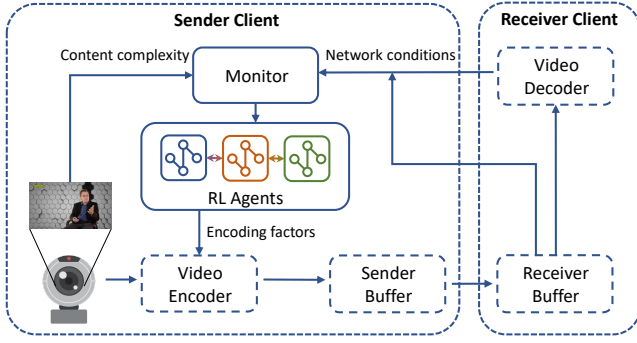 Sender Client
Receiver Client
Content complexity
Network conditions
Monitor
Video
Decoder
RL Agents
Encoding factors
Video
Encoder
Sender
Buffer
Receiver
Buffer